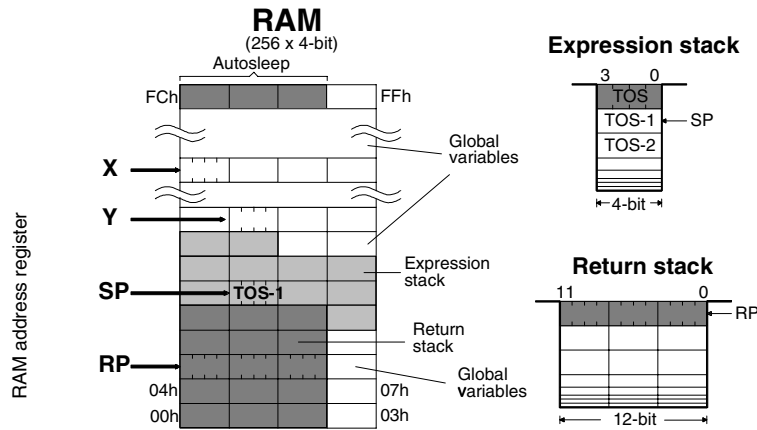 RAM
(256 x 4-bit)
Autosleep
FCh
FFh
Global
variables
X
Y
SP
TOS-1
Expression
stack
Return
stack
RP
Global
variables
04h
07h
00h
03h
RAM address register
Expression stack
3 0
TOS
TOS-1
SP
TOS-2
4-bit
Return stack
11 0
RP
12-bit